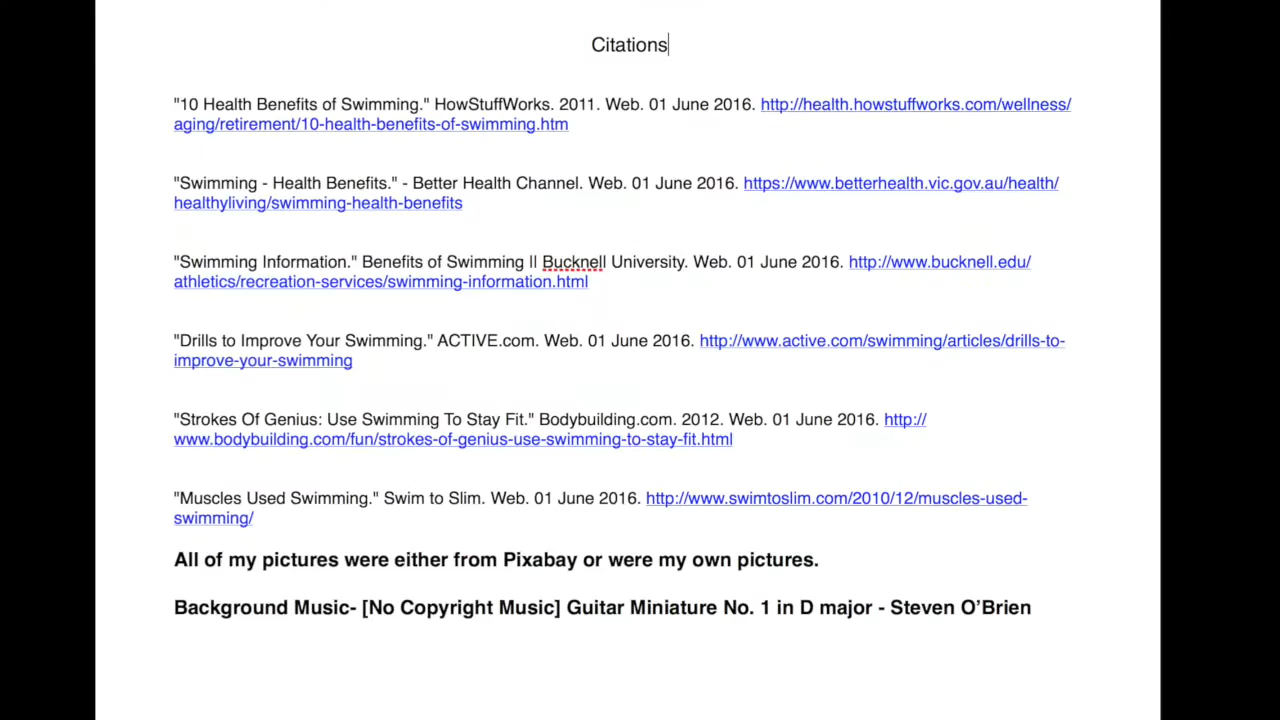 Citations
"10 Health Benefits of Swimming." HowStuffWorks. 2011. Web. 01 June 2016. http://health.howstuffworks.com/wellness/
aging/retirement/10-health-benefits-of-swimming.htm
"Swimming - Health Benefits." - Better Health Channel. Web. 01 June 2016. https://www.betterhealth.vic.gov.au/health/
healthyliving/swimming-health-benefits
"Swimming Information." Benefits of Swimming || Bucknell University. Web. 01 June 2016. http://www.bucknell.edu/
athletics/recreation-services/swimming-information.html
"Drills to Improve Your Swimming." ACTIVE.com. Web. 01 June 2016. http://www.active.com/swimming/articles/drills-to-
improve-your-swimming
"Strokes Of Genius: Use Swimming To Stay Fit." Bodybuilding.com. 2012. Web. 01 June 2016. http://
www.bodybuilding.com/fun/strokes-of-genius-use-swimming-to-stay-fit.html
"Muscles Used Swimming." Swim to Slim. Web. 01 June 2016. http://www.swimtoslim.com/2010/12/muscles-used-
swimming/
All of my pictures were either from Pixabay or were my own pictures.
Background Music- [No Copyright Music] Guitar Miniature No. 1 in D major - Steven O’Brien